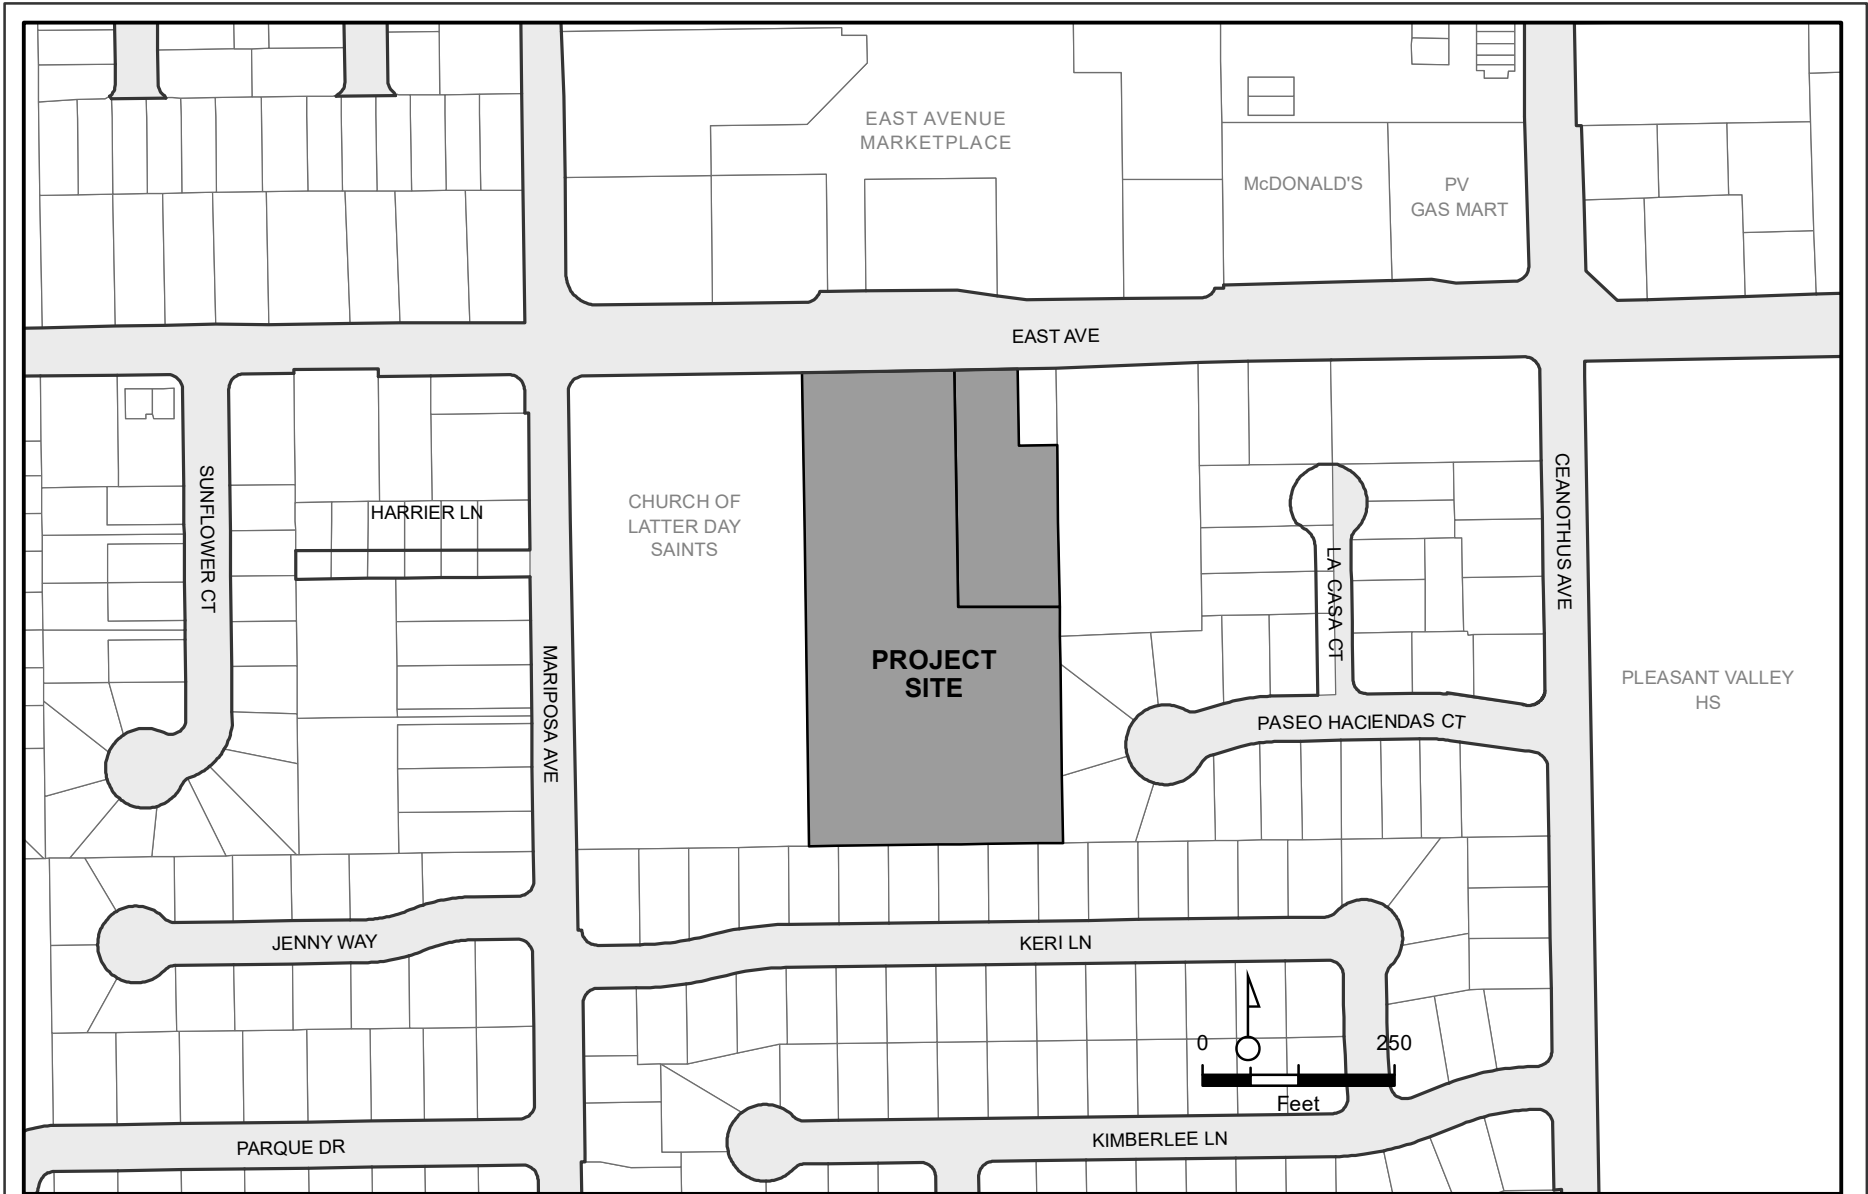 EAST AVENUE
MARKETPLACE
McDONALD'S
PV
GAS MART
EAST AVE
SUNFLOWER CT
HARRIER LN
CHURCH OF
LATTER DAY
SAINTS
MARIPOSA AVE
PROJECT
SITE
LA CASA CT
CEANOTHUS AVE
PASEO HACIENDAS CT
PLEASANT VALLEY
HS
JENNY WAY
KERI LN
0 250
Feet
PARQUE DR
KIMBERLEE LN